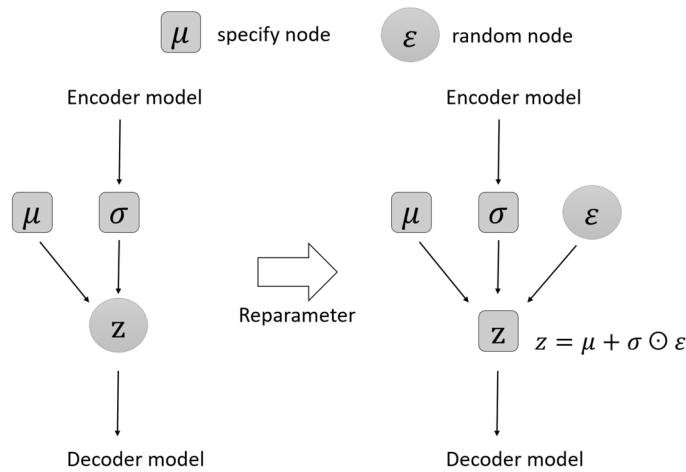 μ specify node ε random node
Encoder model Encoder model
μ σ μ σ ε
Reparameter
z z z = μ + σ ⊙ ε
Decoder model Decoder model